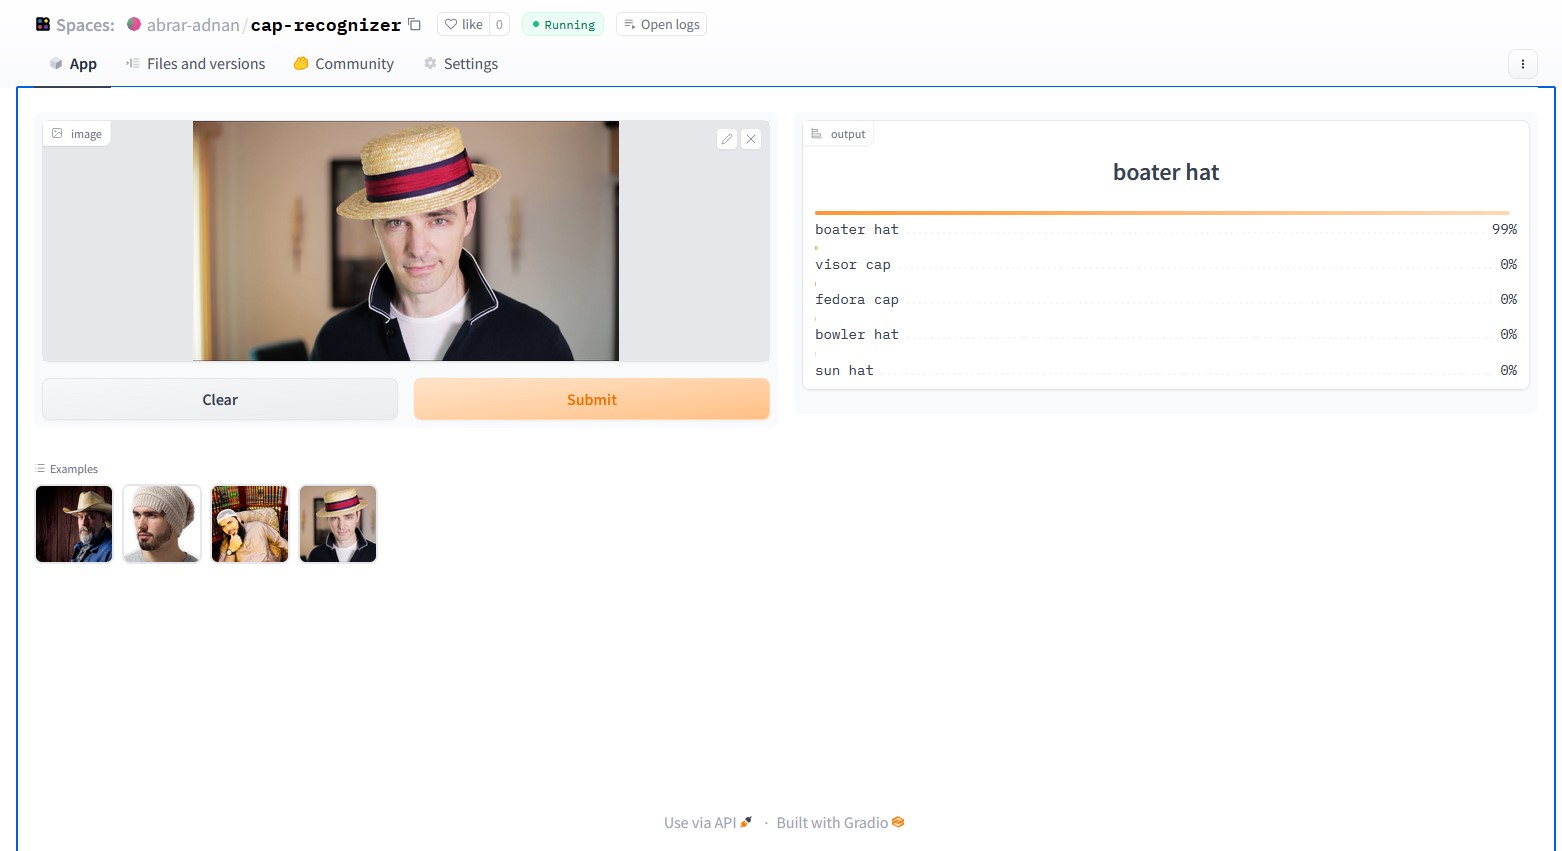 Spaces: abrar-adnan/cap-recognizer like 0 Running Open logs
App Files and versions Community Settings
image
Clear Submit
output
boater hat
boater hat 99%
visor cap 0%
fedora cap 0%
bowler hat 0%
sun hat 0%
Examples
Use via API · Built with Gradio